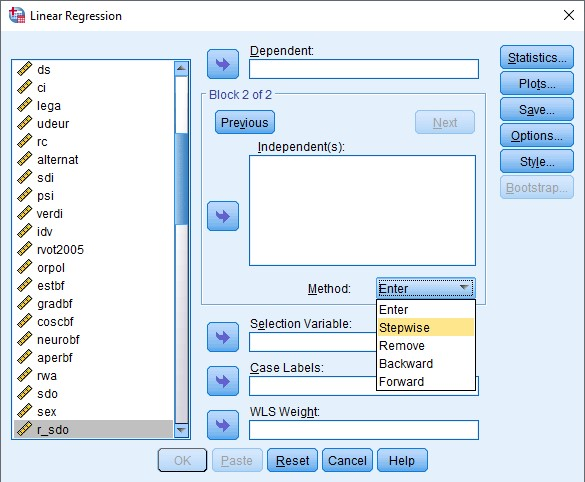 Linear Regression
ds
ci
lega
udeur
rc
alternat
sdi
psi
verdi
idv
rvot2005
orpol
estbf
gradbf
coscbf
neurobf
aperbf
rwa
sdo
sex
r_sdo
Dependent:
Block 2 of 2
Previous
Next
Independent(s):
Method:
Enter
Enter
Stepwise
Remove
Backward
Forward
Selection Variable:
Case Labels:
WLS Weight:
Statistics...
Plots...
Save...
Options...
Style...
Bootstrap...
OK
Paste
Reset
Cancel
Help